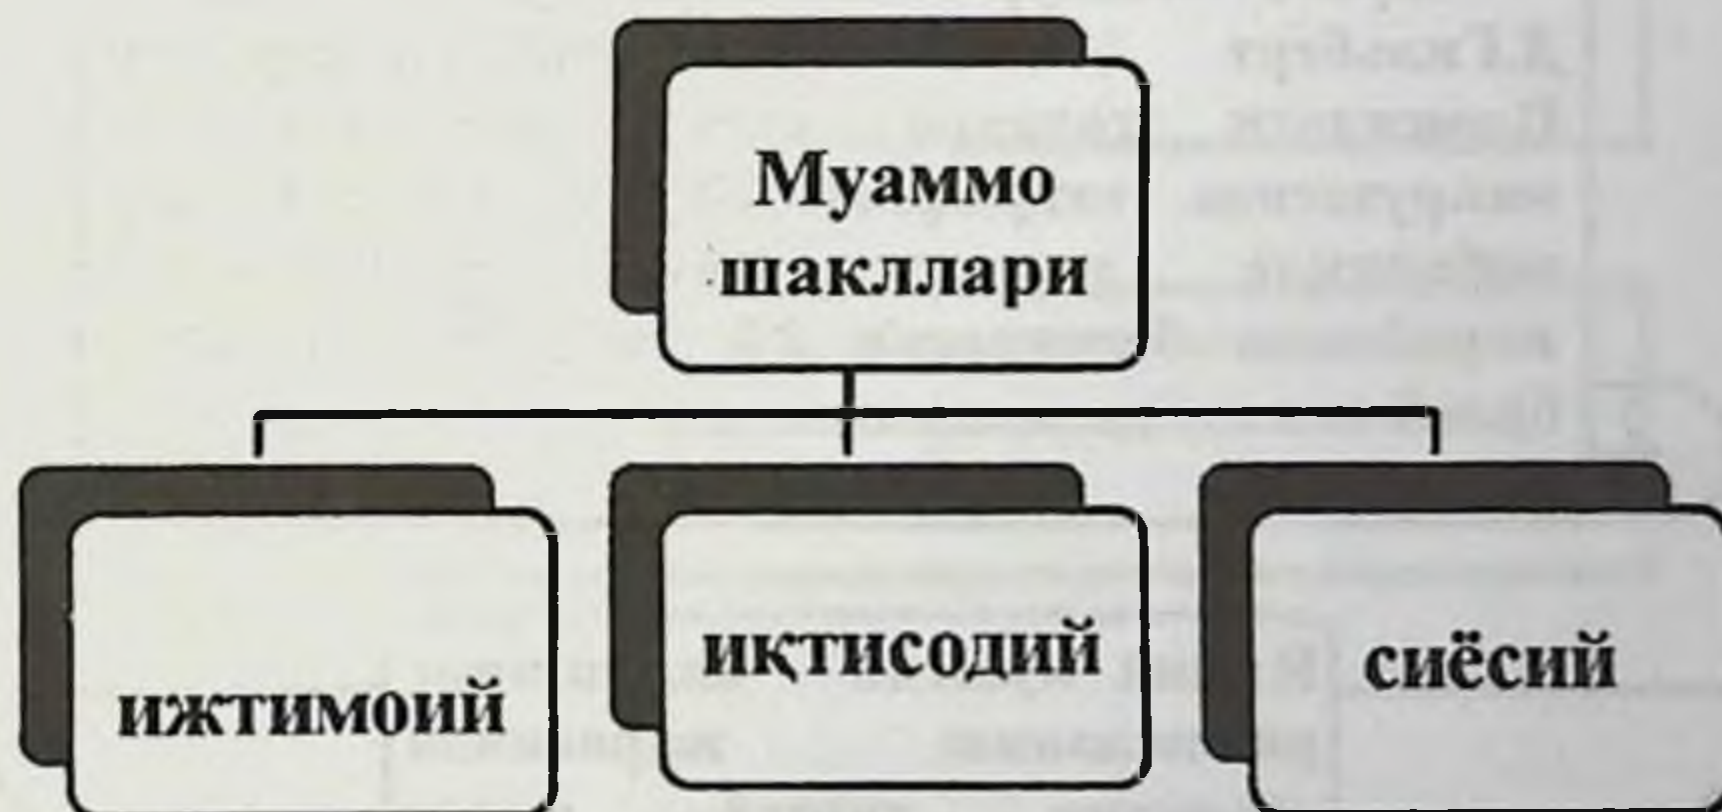 Муаммо
шакллари
ижтимоий
иқтисодий
сиёсий